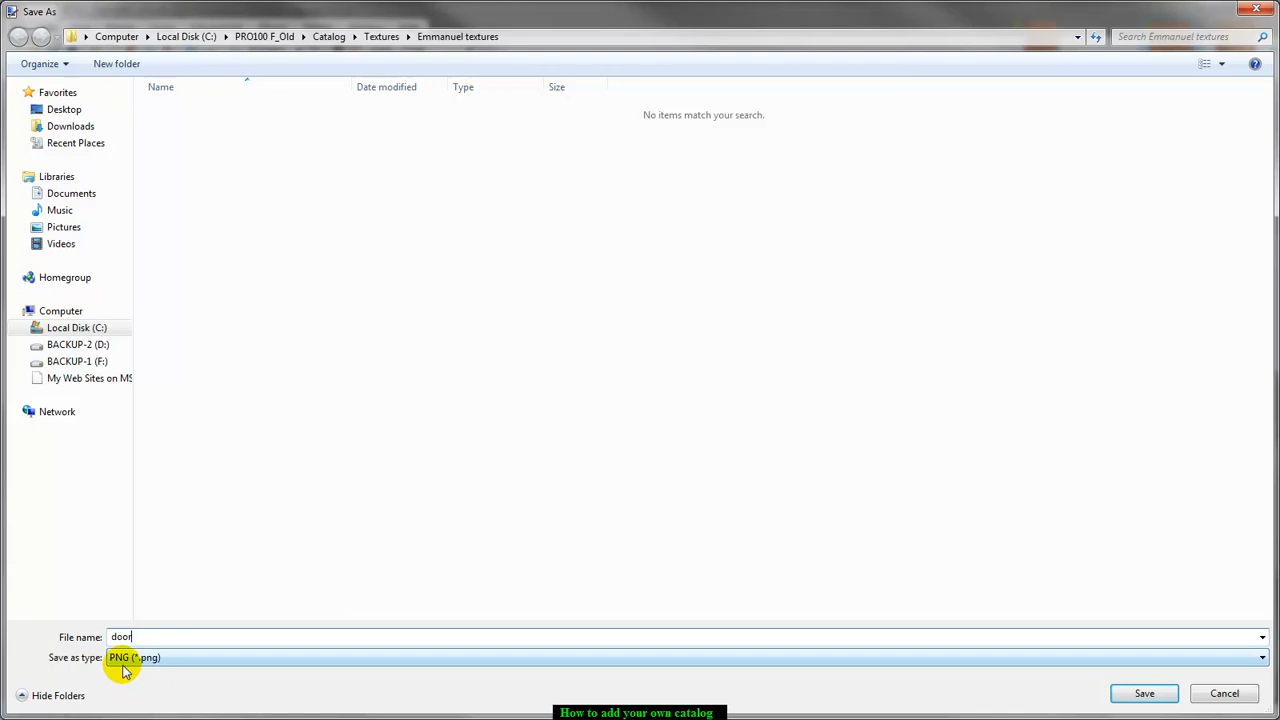 Save As
Computer Local Disk (C:) PRO100 F_Old Catalog Textures Emmanuel textures Search Emmanuel textures
Organize New folder
Name Date modified Type Size
No items match your search.
Favorites
Desktop
Downloads
Recent Places
Libraries
Documents
Music
Pictures
Videos
Homegroup
Computer
Local Disk (C:)
BACKUP-2 (D:)
BACKUP-1 (F:)
My Web Sites on MS
Network
File name: door
Save as type: PNG (*.png)
Hide Folders Save Cancel
How to add your own catalog